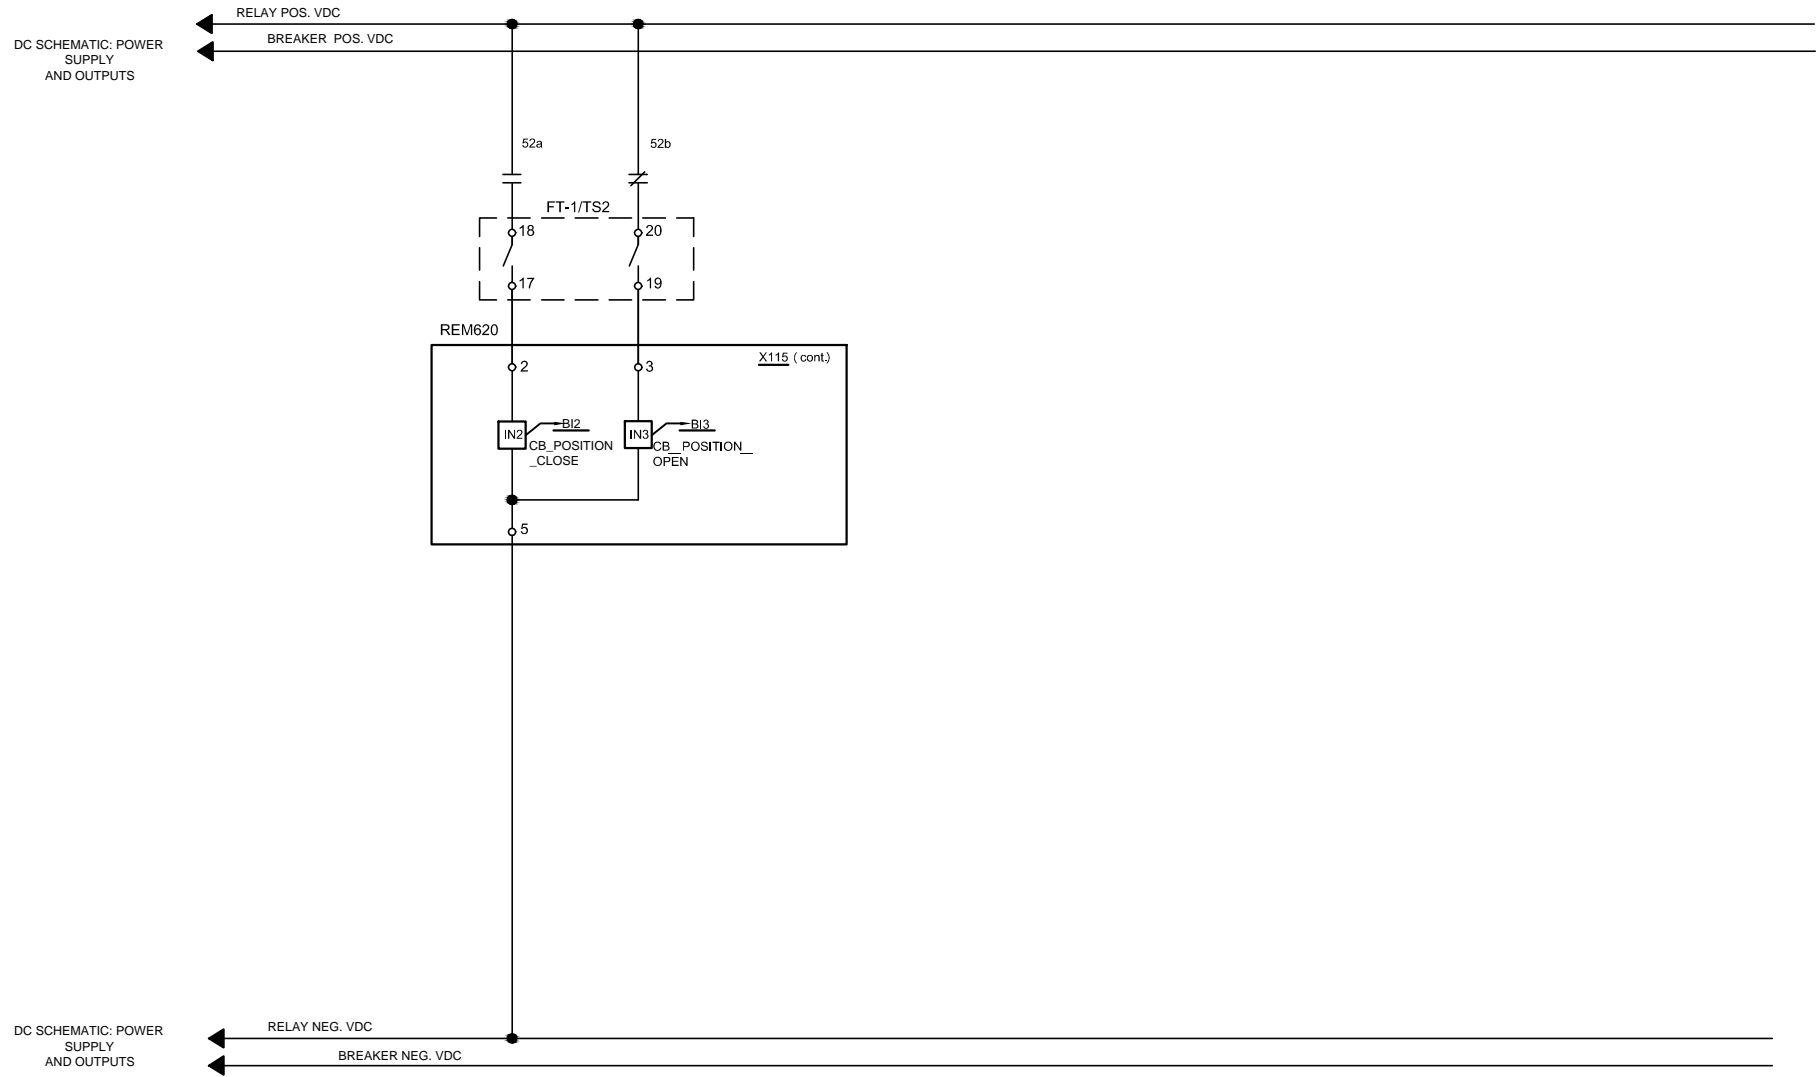 RELAY POS. VDC
BREAKER POS. VDC
DC SCHEMATIC: POWER
SUPPLY
AND OUTPUTS
52a
52b
FT-1/TS2
18
20
17
19
REM620
X115 ( cont.)
2
3
IN2
BI2
CB_POSITION
_CLOSE
IN3
BI3
CB__POSITION__
OPEN
5
RELAY NEG. VDC
DC SCHEMATIC: POWER
SUPPLY
AND OUTPUTS
BREAKER NEG. VDC